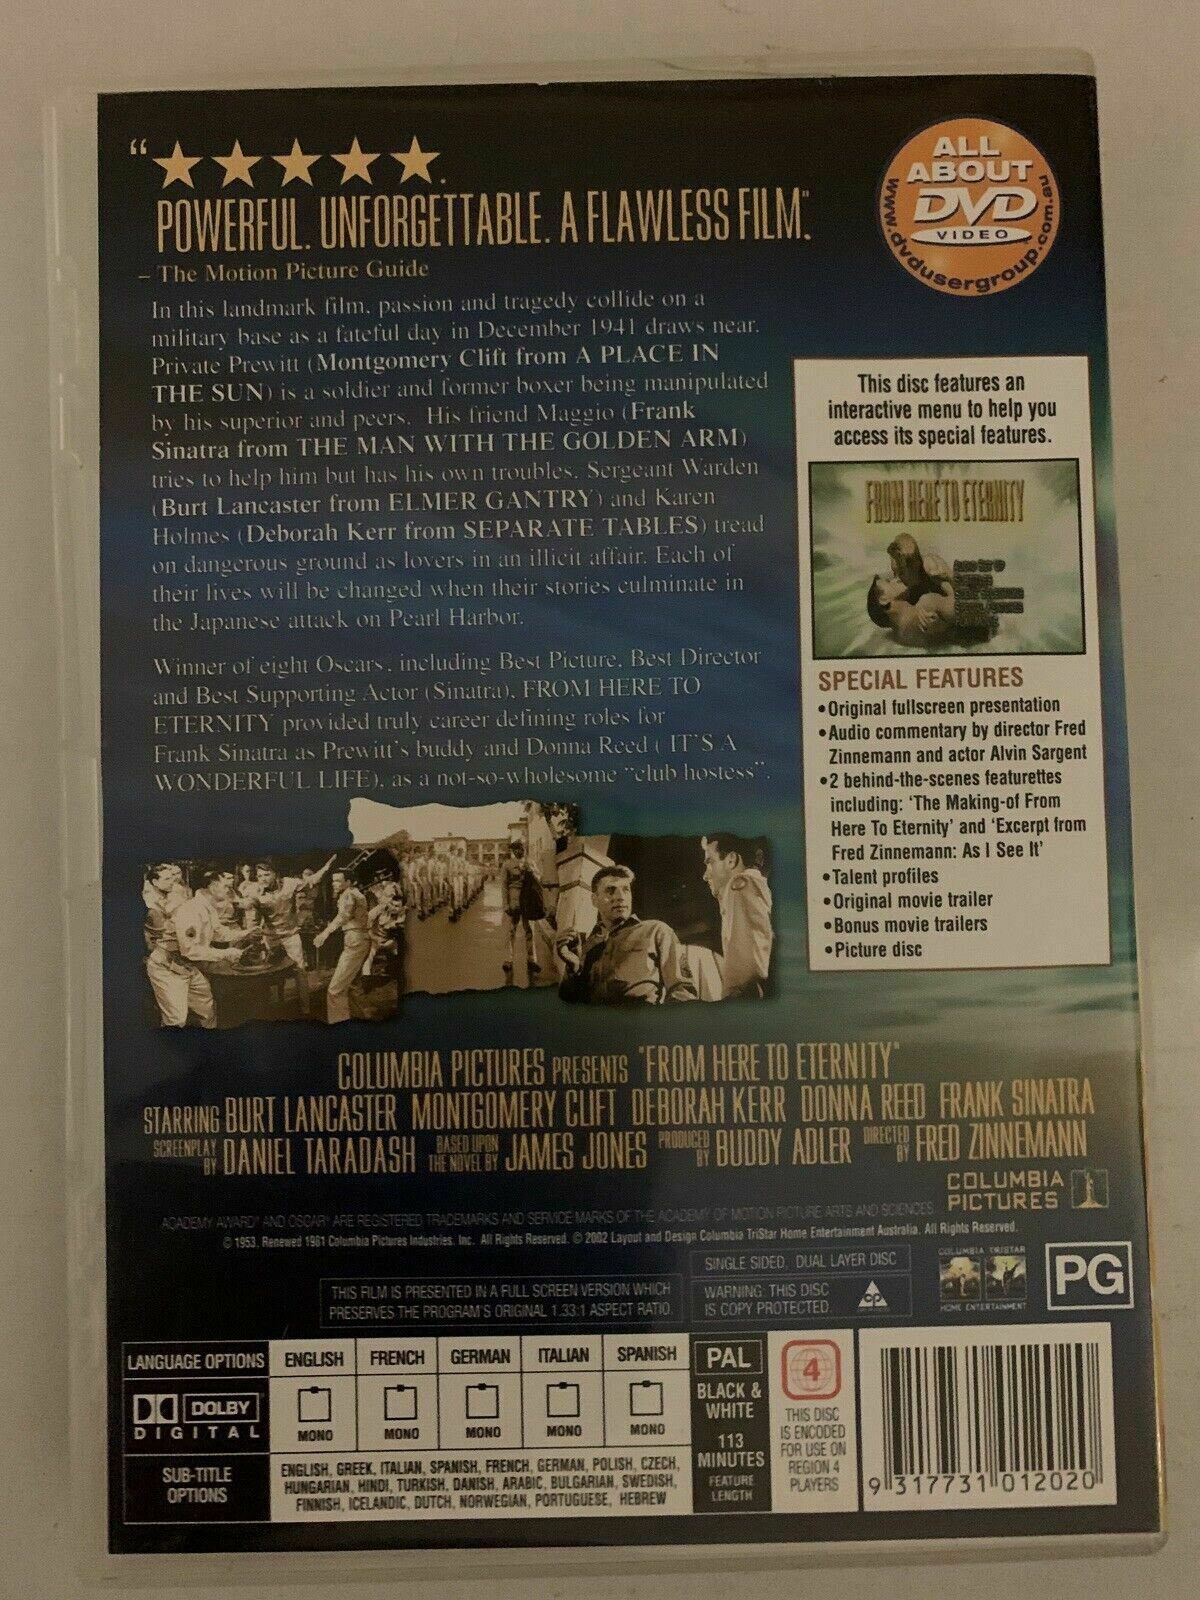 “★★★★★.
POWERFUL. UNFORGETTABLE. A FLAWLESS FILM."
– The Motion Picture Guide
In this landmark film, passion and tragedy collide on a
military base as a fateful day in December 1941 draws near.
Private Prewitt (Montgomery Clift from A PLACE IN
THE SUN) is a soldier and former boxer being manipulated
by his superior and peers. His friend Maggio (Frank
Sinatra from THE MAN WITH THE GOLDEN ARM)
tries to help him but has his own troubles. Sergeant Warden
(Burt Lancaster from ELMER GANTRY) and Karen
Holmes (Deborah Kerr from SEPARATE TABLES) tread
on dangerous ground as lovers in an illicit affair. Each of
their lives will be changed when their stories culminate in
the Japanese attack on Pearl Harbor.
Winner of eight Oscars, including Best Picture, Best Director
and Best Supporting Actor (Sinatra), FROM HERE TO
ETERNITY provided truly career defining roles for
Frank Sinatra as Prewitt's buddy and Donna Reed ( IT'S A
WONDERFUL LIFE), as a not-so-wholesome “club hostess”.
ALL
ABOUT
DVD
VIDEO
www.dvdusergroup.com.au
This disc features an
interactive menu to help you
access its special features.
FROM HERE TO ETERNITY
SPECIAL FEATURES
•Original fullscreen presentation
•Audio commentary by director Fred
Zinnemann and actor Alvin Sargent
•2 behind-the-scenes featurettes
including: 'The Making-of From
Here To Eternity' and 'Excerpt from
Fred Zinnemann: As I See It'
•Talent profiles
•Original movie trailer
•Bonus movie trailers
•Picture disc
COLUMBIA PICTURES PRESENTS "FROM HERE TO ETERNITY"
STARRING BURT LANCASTER MONTGOMERY CLIFT DEBORAH KERR DONNA REED FRANK SINATRA
SCREENPLAY BY DANIEL TARADASH BASED UPON THE NOVEL BY JAMES JONES PRODUCED BY BUDDY ADLER DIRECTED BY FRED ZINNEMANN
COLUMBIA
PICTURES
ACADEMY AWARD® AND OSCAR® ARE REGISTERED TRADEMARKS AND SERVICE MARKS OF THE ACADEMY OF MOTION PICTURE ARTS AND SCIENCES
© 1953, Renewed 1981 Columbia Pictures Industries, Inc. All Rights Reserved. © 2002 Layout and Design Columbia TriStar Home Entertainment Australia. All Rights Reserved.
SINGLE SIDED, DUAL LAYER DISC
THIS FILM IS PRESENTED IN A FULL SCREEN VERSION WHICH
PRESERVES THE PROGRAM'S ORIGINAL 1.33:1 ASPECT RATIO.
WARNING: THIS DISC
IS COPY PROTECTED.
CP
COLUMBIA TRISTAR
HOME ENTERTAINMENT
PG
LANGUAGE OPTIONS
ENGLISH FRENCH GERMAN ITALIAN SPANISH
DOLBY
DIGITAL
MONO MONO MONO MONO MONO
SUB-TITLE
OPTIONS
ENGLISH, GREEK, ITALIAN, SPANISH, FRENCH, GERMAN, POLISH, CZECH,
HUNGARIAN, HINDI, TURKISH, DANISH, ARABIC, BULGARIAN, SWEDISH,
FINNISH, ICELANDIC, DUTCH, NORWEGIAN, PORTUGUESE, HEBREW
PAL
BLACK &
WHITE
113
MINUTES
FEATURE
LENGTH
4
THIS DISC
IS ENCODED
FOR USE ON
REGION 4
PLAYERS
9 317731 012020